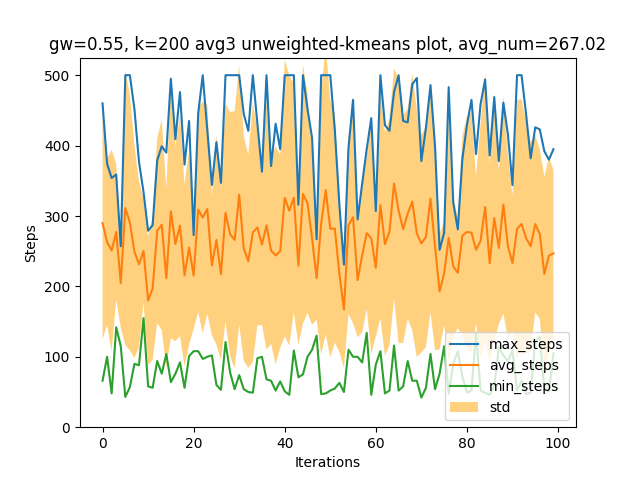 gw=0.55, k=200 avg3 unweighted-kmeans plot, avg_num=267.02
500
400
300
200
100
0
Steps
max_steps
avg_steps
min_steps
std
0 20 40 60 80 100
Iterations